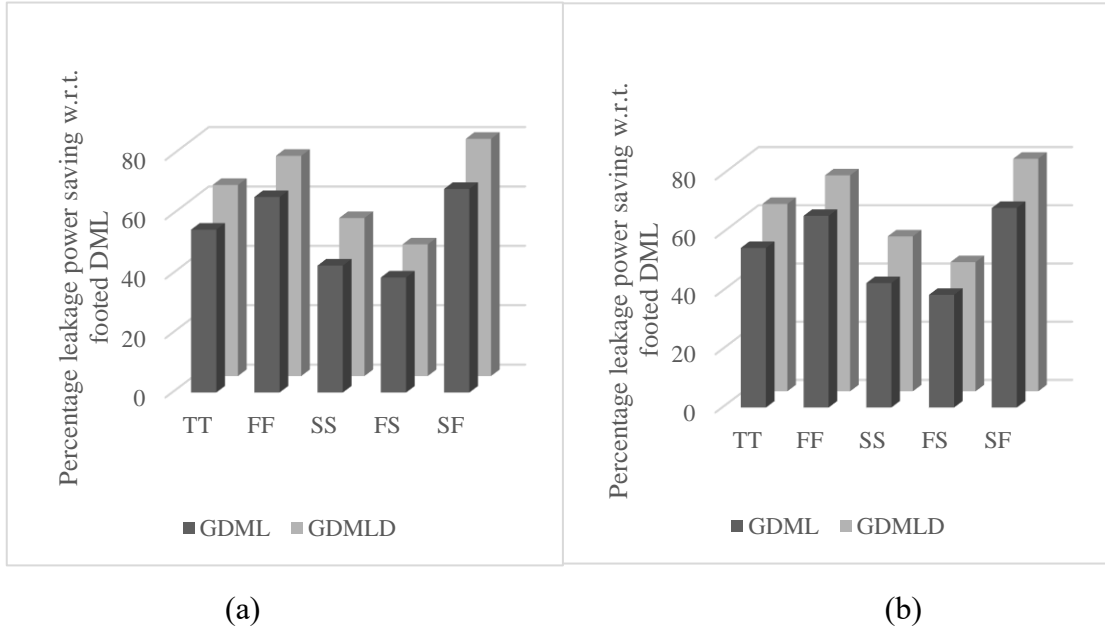 Percentage leakage power saving w.r.t.
footed DML
80
60
40
20
0
TT FF SS FS SF
GDML GDMLD
(a)
Percentage leakage power saving w.r.t.
footed DML
80
60
40
20
0
TT FF SS FS SF
GDML GDMLD
(b)